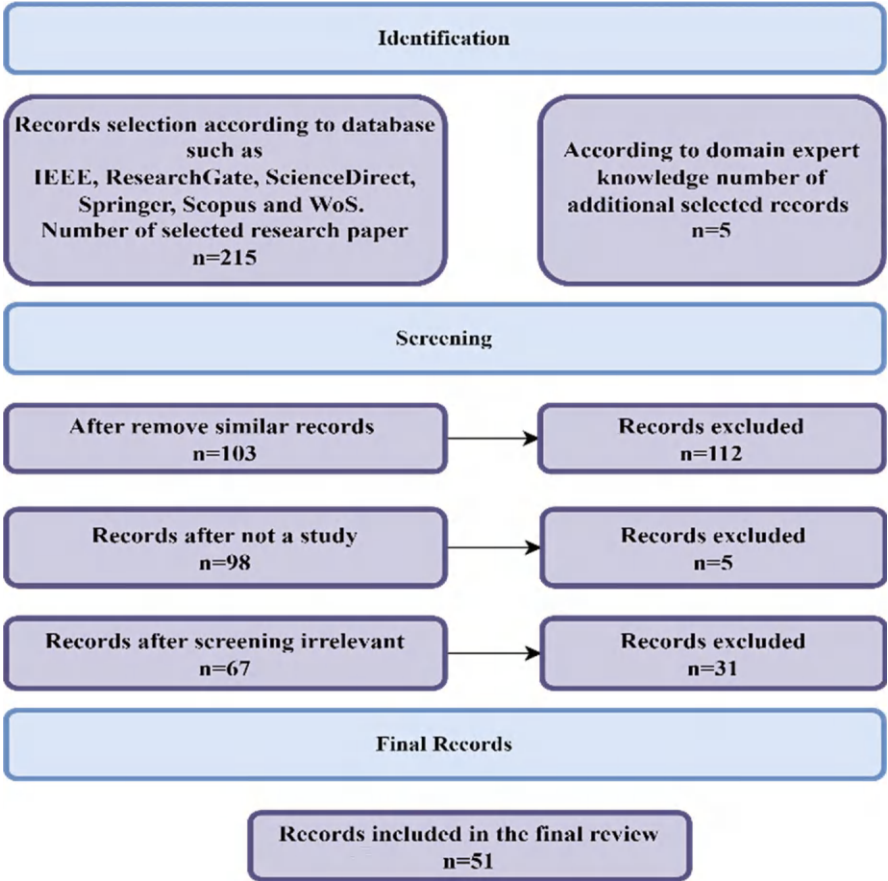 Identification
Records selection according to database
such as
IEEE, ResearchGate, ScienceDirect,
Springer, Scopus and WoS.
Number of selected research paper
n=215
According to domain expert
knowledge number of
additional selected records
n=5
Screening
After remove similar records
n=103
Records excluded
n=112
Records after not a study
n=98
Records excluded
n=5
Records after screening irrelevant
n=67
Records excluded
n=31
Final Records
Records included in the final review
n=51